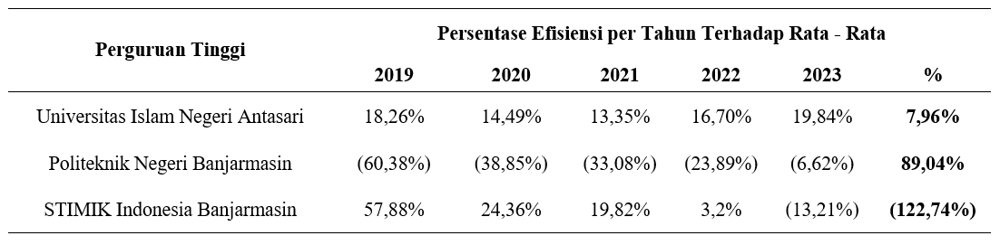 Perguruan Tinggi
Persentase Efisiensi per Tahun Terhadap Rata - Rata
2019 2020 2021 2022 2023 %
Universitas Islam Negeri Antasari 18,26% 14,49% 13,35% 16,70% 19,84% 7,96%
Politeknik Negeri Banjarmasin (60,38%) (38,85%) (33,08%) (23,89%) (6,62%) 89,04%
STIMIK Indonesia Banjarmasin 57,88% 24,36% 19,82% 3,2% (13,21%) (122,74%)